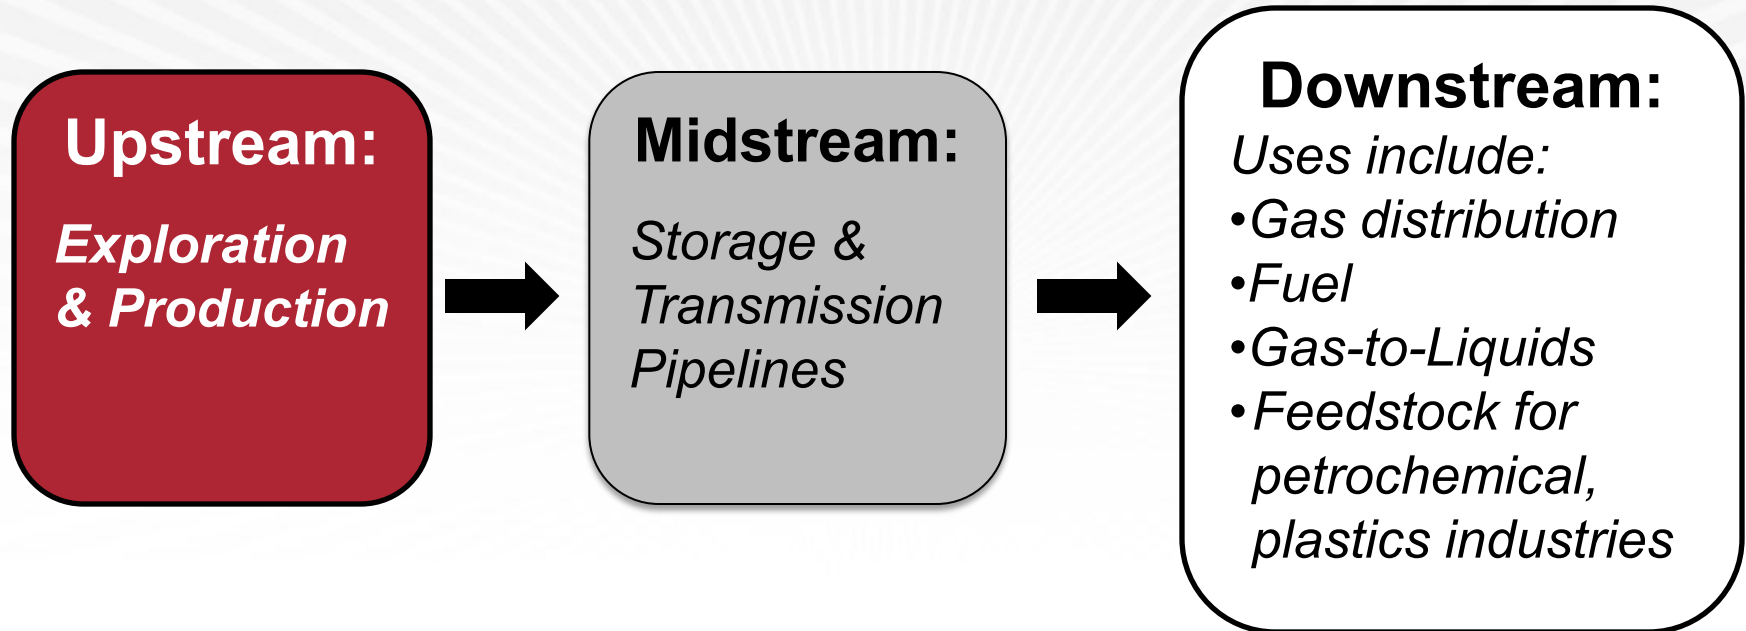 Upstream:
Exploration
& Production
Midstream:
Storage &
Transmission
Pipelines
Downstream:
Uses include:
•Gas distribution
•Fuel
•Gas-to-Liquids
•Feedstock for
petrochemical,
plastics industries